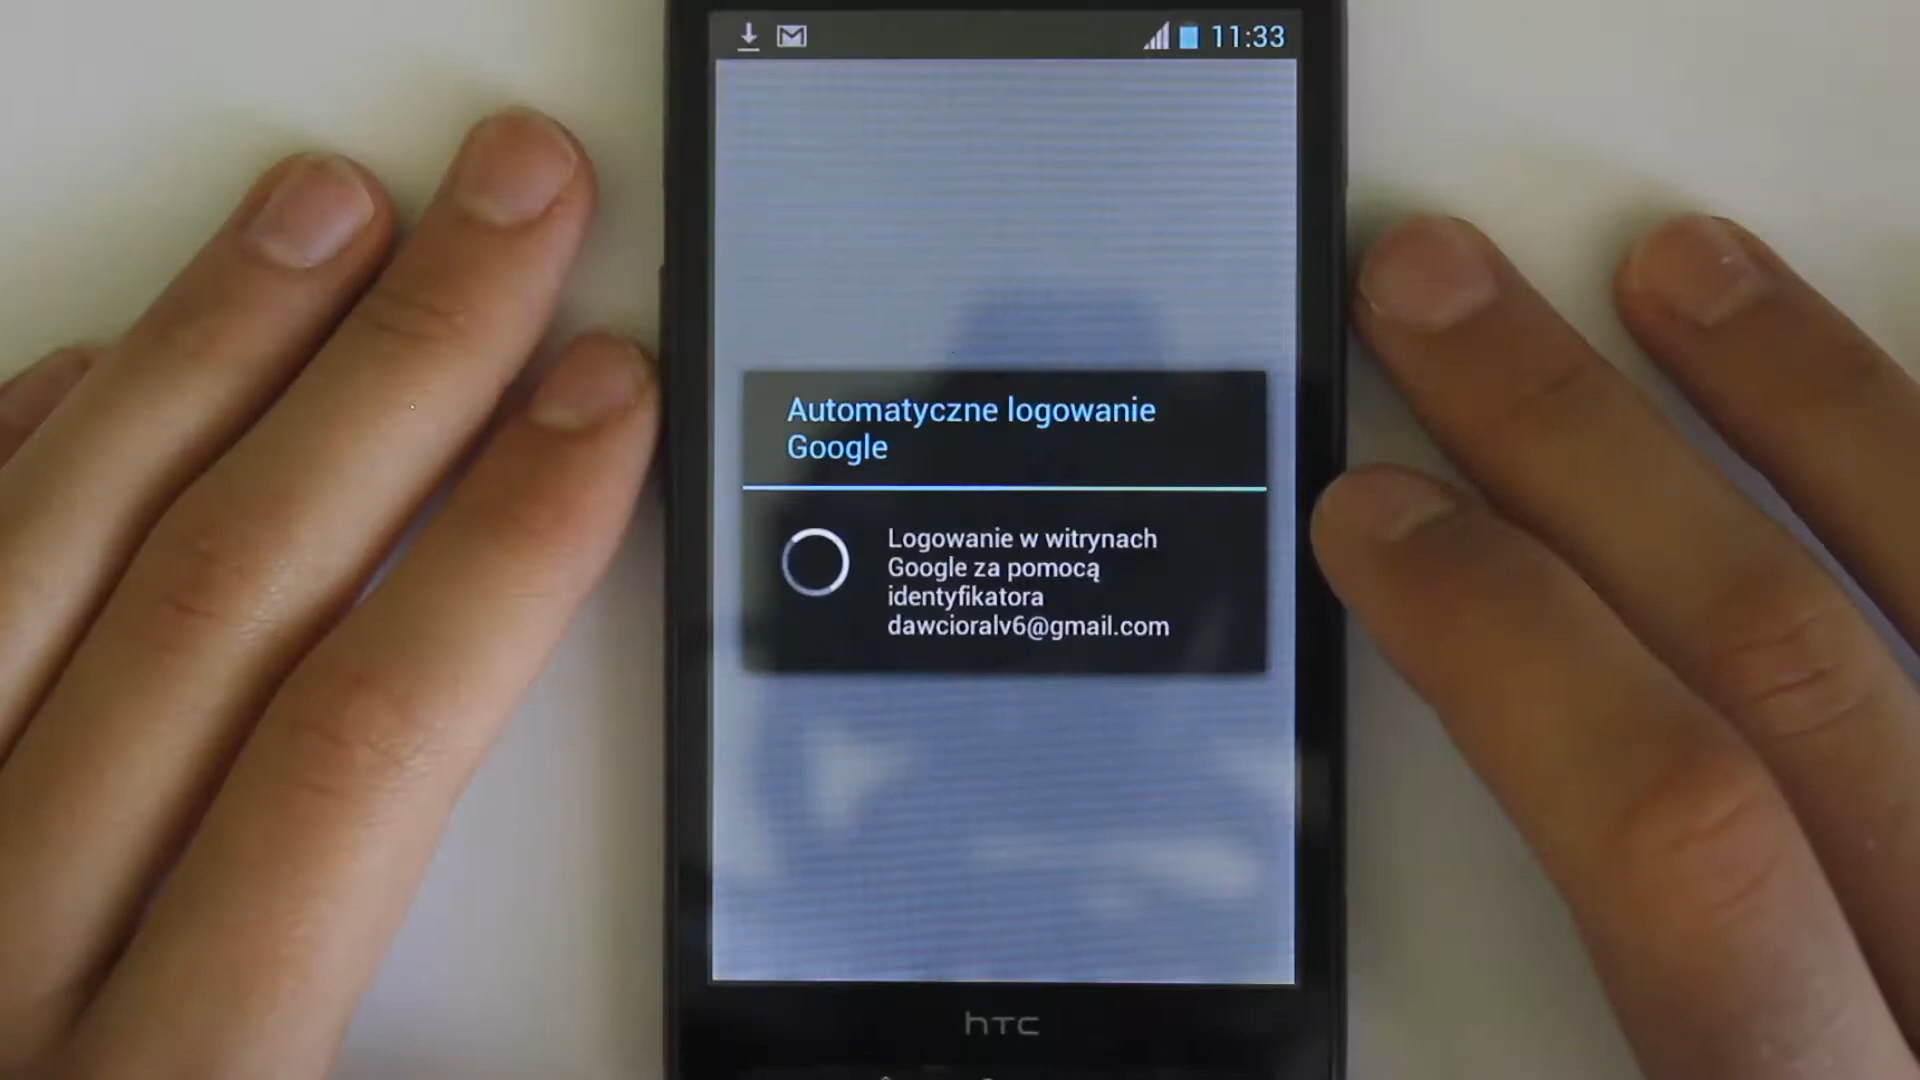 11:33
Automatyczne logowanie
Google
Logowanie w witrynach
Google za pomocą
identyfikatora
dawcioralv6@gmail.com
hTC